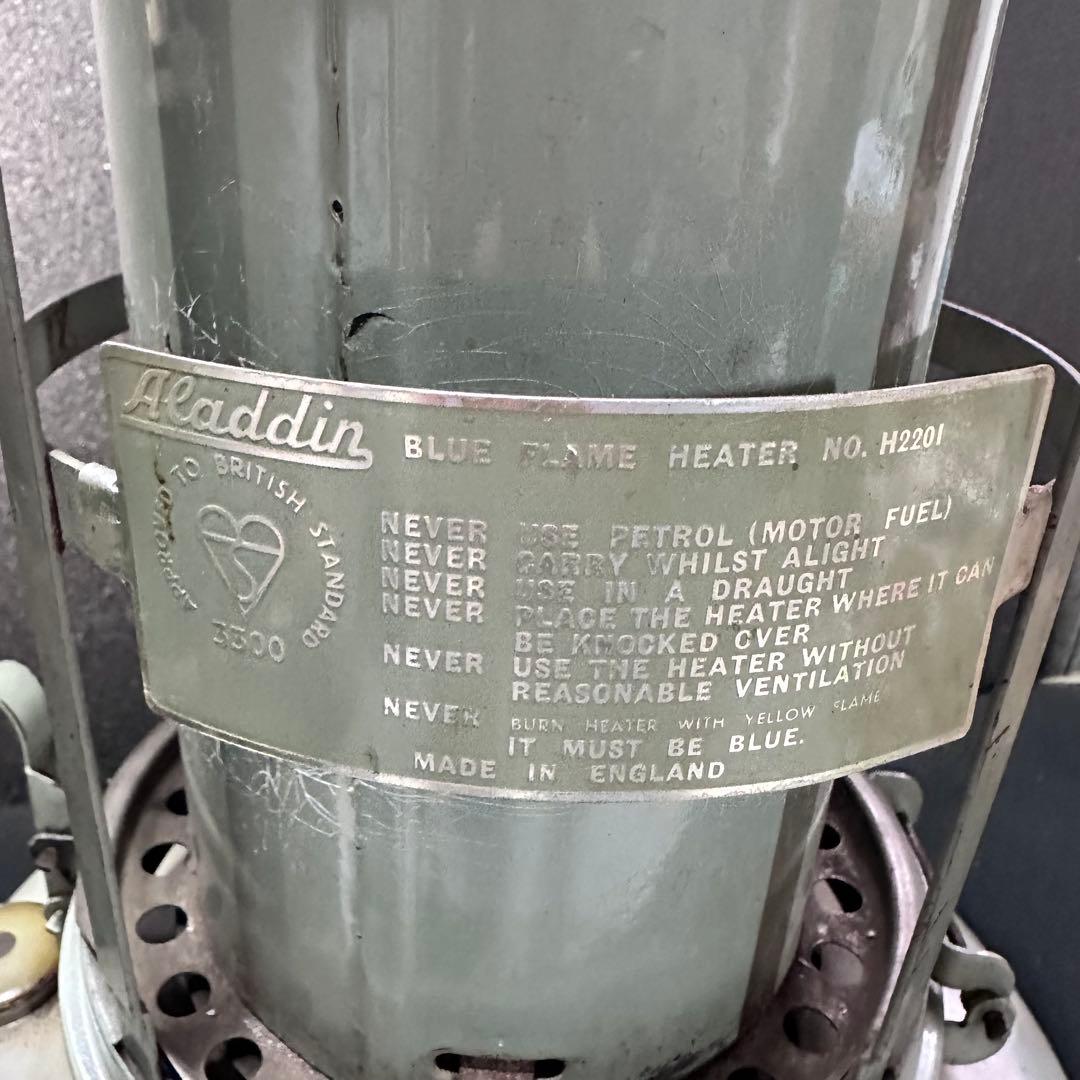 Aladdin BLUE FLAME HEATER NO. H2201
APPROVED TO BRITISH STANDARD
S
3300
NEVER USE PETROL (MOTOR FUEL)
NEVER CARRY WHILST ALIGHT
NEVER USE IN A DRAUGHT
NEVER PLACE THE HEATER WHERE IT CAN
BE KNOCKED OVER
NEVER USE THE HEATER WITHOUT
REASONABLE VENTILATION
NEVER BURN HEATER WITH YELLOW FLAME
IT MUST BE BLUE.
MADE IN ENGLAND